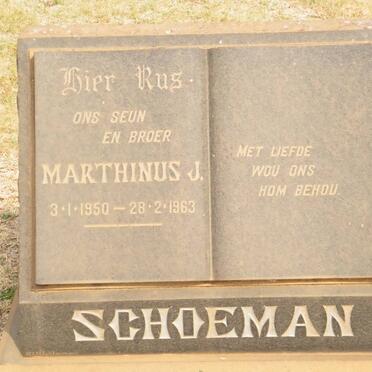 Hier Rus
ONS SEUN
EN BROER
MARTHINUS J.
3·1·1950 — 28·2·1963
MET LIEFDE
WOU ONS
HOM BEHOU.
SCHOEMAN